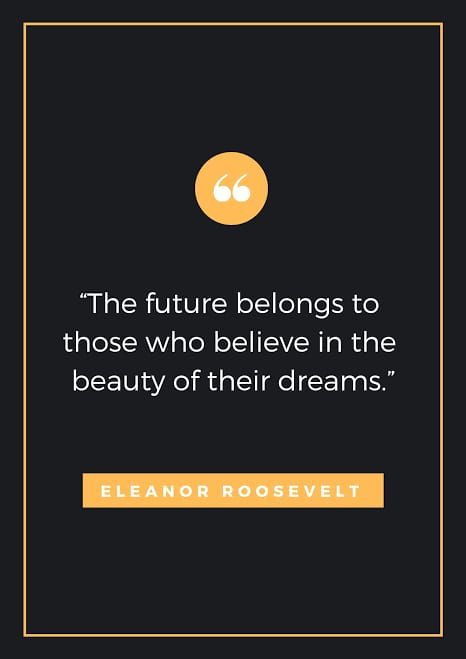 “The future belongs to
those who believe in the
beauty of their dreams.”
ELEANOR ROOSEVELT